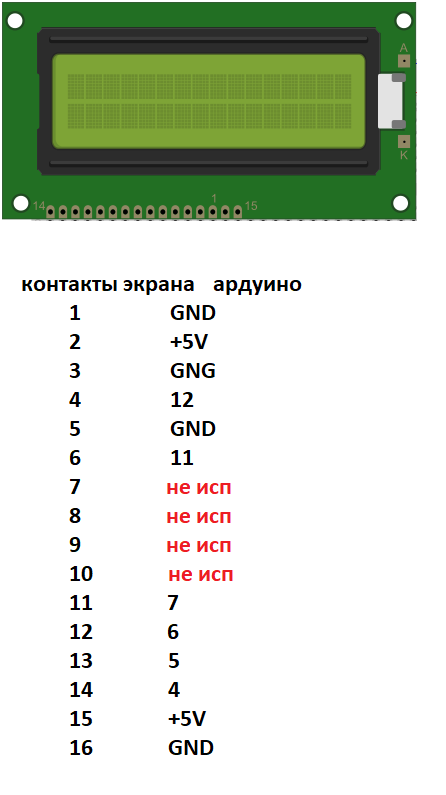 A
K
14 1 15
контакты экрана ардуино
1 GND
2 +5V
3 GNG
4 12
5 GND
6 11
7 не исп
8 не исп
9 не исп
10 не исп
11 7
12 6
13 5
14 4
15 +5V
16 GND